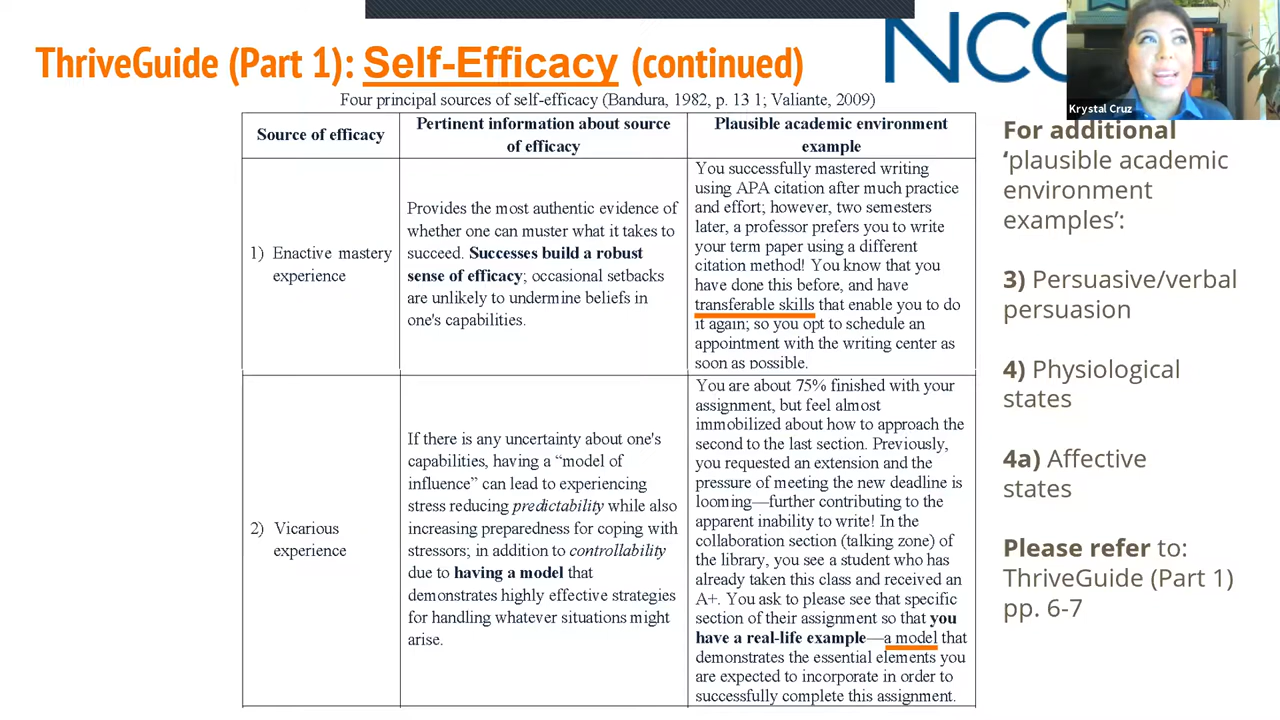 ThriveGuide (Part 1): Self-Efficacy (continued)
NCC
Krystal Cruz
Four principal sources of self-efficacy (Bandura, 1982, p. 13 1; Valiante, 2009)
Source of efficacy
Pertinent information about source
of efficacy
Plausible academic environment
example
1) Enactive mastery
experience
Provides the most authentic evidence of
whether one can muster what it takes to
succeed. Successes build a robust
sense of efficacy; occasional setbacks
are unlikely to undermine beliefs in
one's capabilities.
You successfully mastered writing
using APA citation after much practice
and effort; however, two semesters
later, a professor prefers you to write
your term paper using a different
citation method! You know that you
have done this before, and have
transferable skills that enable you to do
it again; so you opt to schedule an
appointment with the writing center as
soon as possible.
2) Vicarious
experience
If there is any uncertainty about one's
capabilities, having a “model of
influence” can lead to experiencing
stress reducing predictability while also
increasing preparedness for coping with
stressors; in addition to controllability
due to having a model that
demonstrates highly effective strategies
for handling whatever situations might
arise.
You are about 75% finished with your
assignment, but feel almost
immobilized about how to approach the
second to the last section. Previously,
you requested an extension and the
pressure of meeting the new deadline is
looming—further contributing to the
apparent inability to write! In the
collaboration section (talking zone) of
the library, you see a student who has
already taken this class and received an
A+. You ask to please see that specific
section of their assignment so that you
have a real-life example—a model that
demonstrates the essential elements you
are expected to incorporate in order to
successfully complete this assignment.
For additional
‘plausible academic
environment
examples’:
3) Persuasive/verbal
persuasion
4) Physiological
states
4a) Affective
states
Please refer to:
ThriveGuide (Part 1)
pp. 6-7